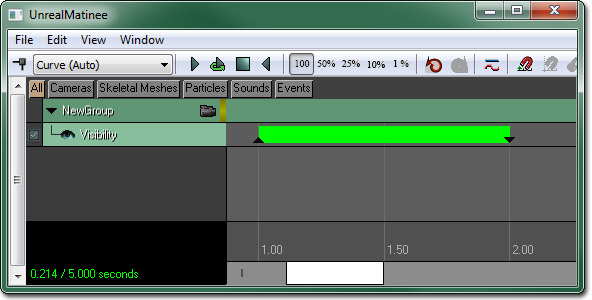 UnrealMatinee
File Edit View Window
Curve (Auto) 100 50% 25% 10% 1 %
All Cameras Skeletal Meshes Particles Sounds Events
NewGroup
Visibility
1.00 1.50 2.00
0.214 / 5.000 seconds